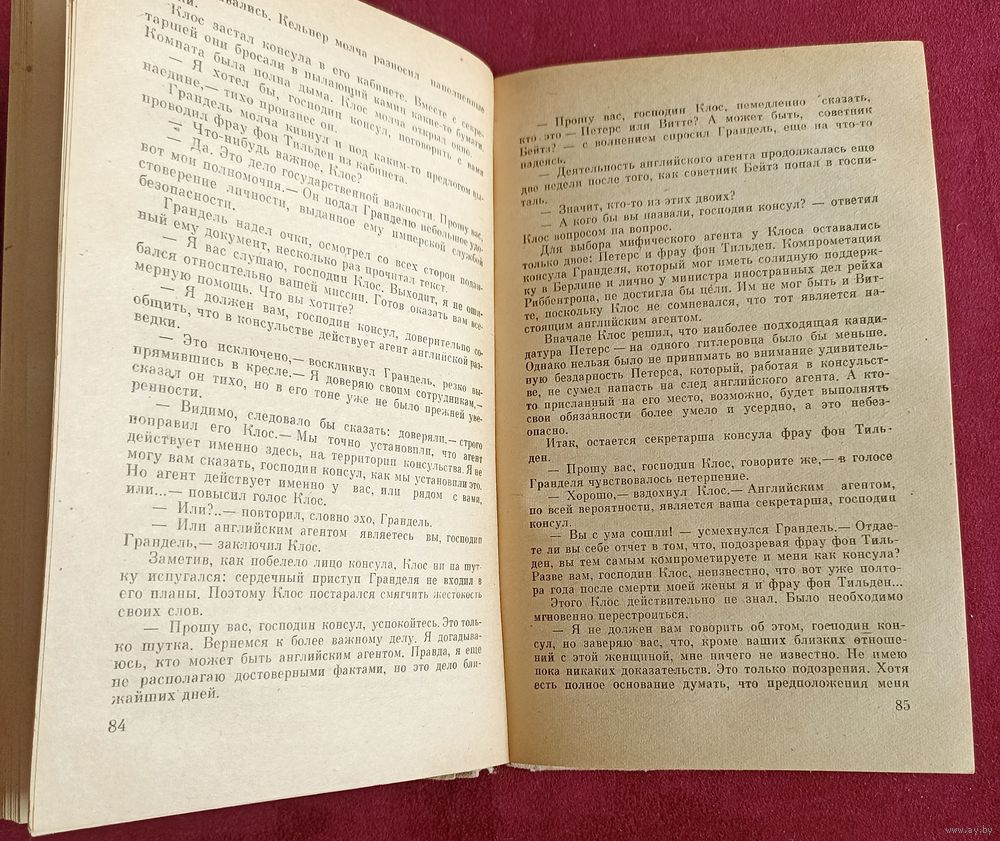 вались. Кельнер молча разносил наполненные
Клос застал консула в его кабинете. Вместе с секре-
таршей они бросали в пылающий камин какие-то бумаги.
Комната была полна дыма. Клос молча открыл окно.
— Я хотел бы, господин консул, поговорить с вами
наедине,— тихо произнес он.
Грандель молча кивнул и под каким-то предлогом вы-
проводил фрау фон Тильден из кабинета.
— Что-нибудь важное, Клос?
— Да. Это дело государственной важности. Прошу вас,
вот мои полномочия.— Он подал Гранделю небольшое удо-
стоверение личности, выданное ему имперской службой
безопасности.
Грандель надел очки, осмотрел со всех сторон подан-
ный ему документ, несколько раз прочитал текст.
— Я вас слушаю, господин Клос. Выходит, я не оши-
бался относительно вашей миссии. Готов оказать вам все-
мерную помощь. Что вы хотите?
— Я должен вам, господин консул, доверительно со-
общить, что в консульстве действует агент английской раз-
ведки.
— Это исключено,— воскликнул Грандель, резко вы-
прямившись в кресле.— Я доверяю своим сотрудникам,—
сказал он тихо, но в его тоне уже не было прежней уве-
ренности.
— Видимо, следовало бы сказать: доверяли,— строго
поправил его Клос.— Мы точно установили, что агент
действует именно здесь, на территории консульства. Я не
могу вам сказать, господин консул, как мы установили это.
Но агент действует именно у вас, или рядом с вами,
или...— повысил голос Клос.
— Или?..— повторил, словно эхо, Грандель.
— Или английским агентом являетесь вы, господин
Грандель,— заключил Клос.
Заметив, как побелело лицо консула, Клос ни на шут-
ку испугался: сердечный приступ Гранделя не входил в
его планы. Поэтому Клос постарался смягчить жестокость
своих слов.
— Прошу вас, господин консул, успокойтесь. Это толь-
ко шутка. Вернемся к более важному делу. Я догадыва-
юсь, кто может быть английским агентом. Правда, я еще
не располагаю достоверными фактами, но это дело бли-
жайших дней.
84
— Прошу вас, господин Клос, немедленно сказать,
кто это — Петерс или Витте? А может быть, советник
Бейтз? — с волнением спросил Грандель, еще на что-то
надеясь.
— Деятельность английского агента продолжалась еще
две недели после того, как советник Бейтз попал в госпи-
таль.
— Значит, кто-то из этих двоих?
— А кого бы вы назвали, господин консул? — ответил
Клос вопросом на вопрос.
Для выбора мифического агента у Клоса оставались
только двое: Петерс и фрау фон Тильден. Компрометация
консула Гранделя, который мог иметь солидную поддерж-
ку в Берлине и лично у министра иностранных дел рейха
Риббентропа, не достигла бы цели. Им не мог быть и Вит-
те, поскольку Клос не сомневался, что тот является на-
стоящим английским агентом.
Вначале Клос решил, что наиболее подходящая канди-
датура Петерс — на одного гитлеровца было бы меньше.
Однако нельзя было не принимать во внимание удивитель-
ную бездарность Петерса, который, работая в консульст-
ве, не сумел напасть на след английского агента. А кто-
то присланный на его место, возможно, будет выполнять
свои обязанности более умело и усердно, а это небез-
опасно.
Итак, остается секретарша консула фрау фон Тиль-
ден.
— Прошу вас, господин Клос, говорите же,— в голосе
Гранделя чувствовалось нетерпение.
— Хорошо,— вздохнул Клос.— Английским агентом,
по всей вероятности, является ваша секретарша, господин
консул.
— Вы с ума сошли! — усмехнулся Грандель.— Отдае-
те ли вы себе отчет в том, что, подозревая фрау фон Тиль-
ден, вы тем самым компрометируете и меня как консула?
Разве вам, господин Клос, неизвестно, что вот уже полто-
ра года после смерти моей жены я и фрау фон Тильден...
Этого Клос действительно не знал. Было необходимо
мгновенно перестроиться.
— Я не должен вам говорить об этом, господин кон-
сул, но заверяю вас, что, кроме ваших близких отноше-
ний с этой женщиной, мне ничего не известно. Не имею
пока никаких доказательств. Это только подозрения. Хотя
есть полное основание думать, что предположения меня
85
www.ay.by